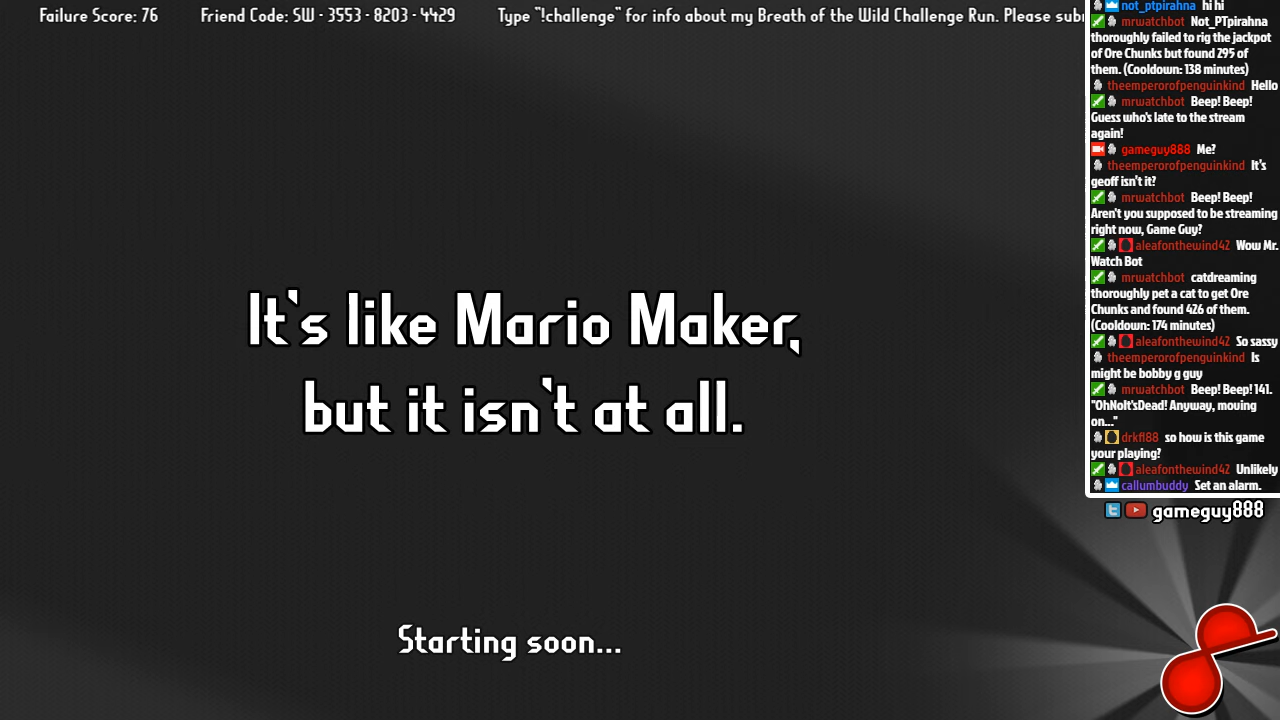 Failure Score: 76 Friend Code: SW - 3553 - 8203 - 4429 Type "!challenge" for info about my Breath of the Wild Challenge Run. Please
not_ptpirahna hi hi
mrwatchbot Not_PTpirahna
thoroughly failed to rig the jackpot
of Ore Chunks but found 295 of
them. (Cooldown: 138 minutes)
theemperorofpenguinkind Hello
mrwatchbot Beep! Beep!
Guess who's late to the stream
again!
gameguy888 Me?
theemperorofpenguinkind It's
geoff isn't it?
mrwatchbot Beep! Beep!
Aren't you supposed to be streaming
right now, Game Guy?
aleafonthewind42 Wow Mr.
Watch Bot
mrwatchbot catdreaming
thoroughly pet a cat to get Ore
Chunks and found 426 of them.
(Cooldown: 174 minutes)
aleafonthewind42 So sassy
theemperorofpenguinkind Is
might be bobby g guy
mrwatchbot Beep! Beep! 141.
"OhNoIt'sDead! Anyway, moving
on..."
drkfl88 so how is this game
your playing?
aleafonthewind42 Unlikely
callumbuddy Set an alarm.
gameguy888
It's like Mario Maker,
but it isn't at all.
Starting soon...